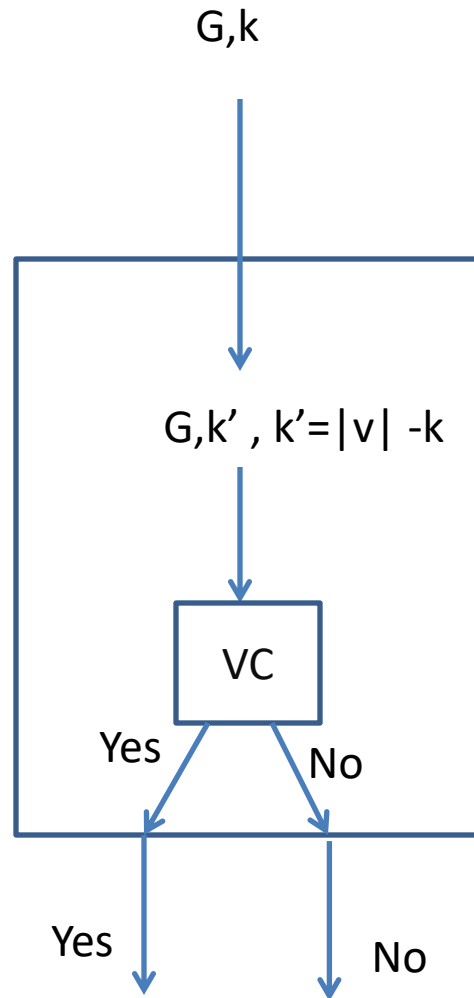 G,k
G,k’ , k’=|v| -k
VC
Yes
No
Yes
No